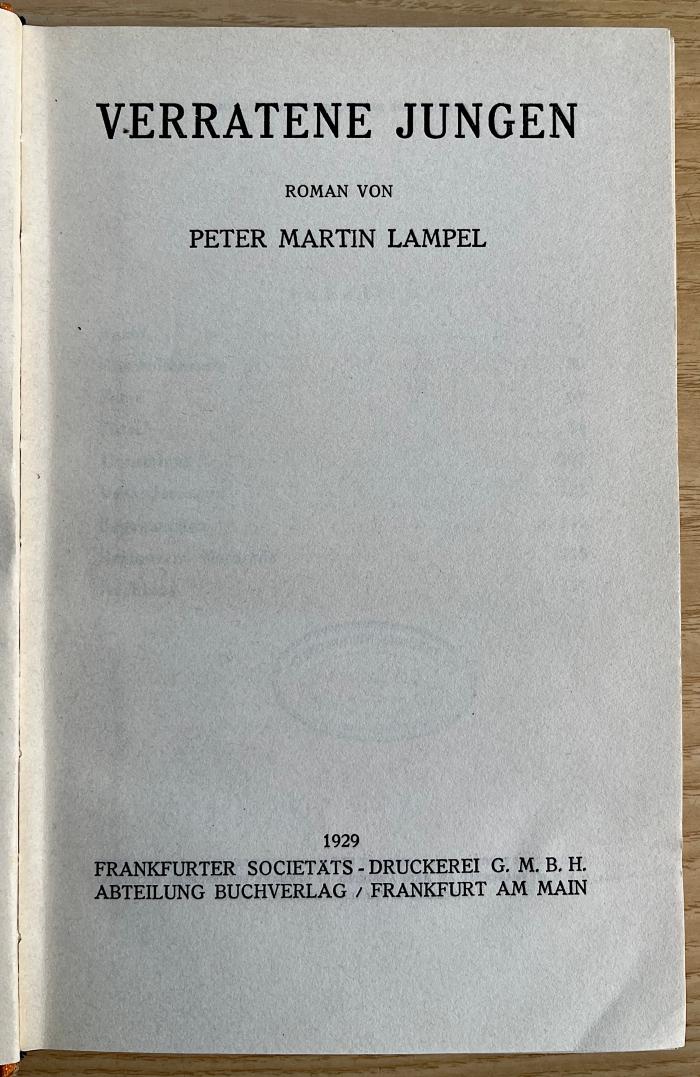 VERRATENE JUNGEN
ROMAN VON
PETER MARTIN LAMPEL
1929
FRANKFURTER SOCIETÄTS-DRUCKEREI G. M. B. H.
ABTEILUNG BUCHVERLAG / FRANKFURT AM MAIN